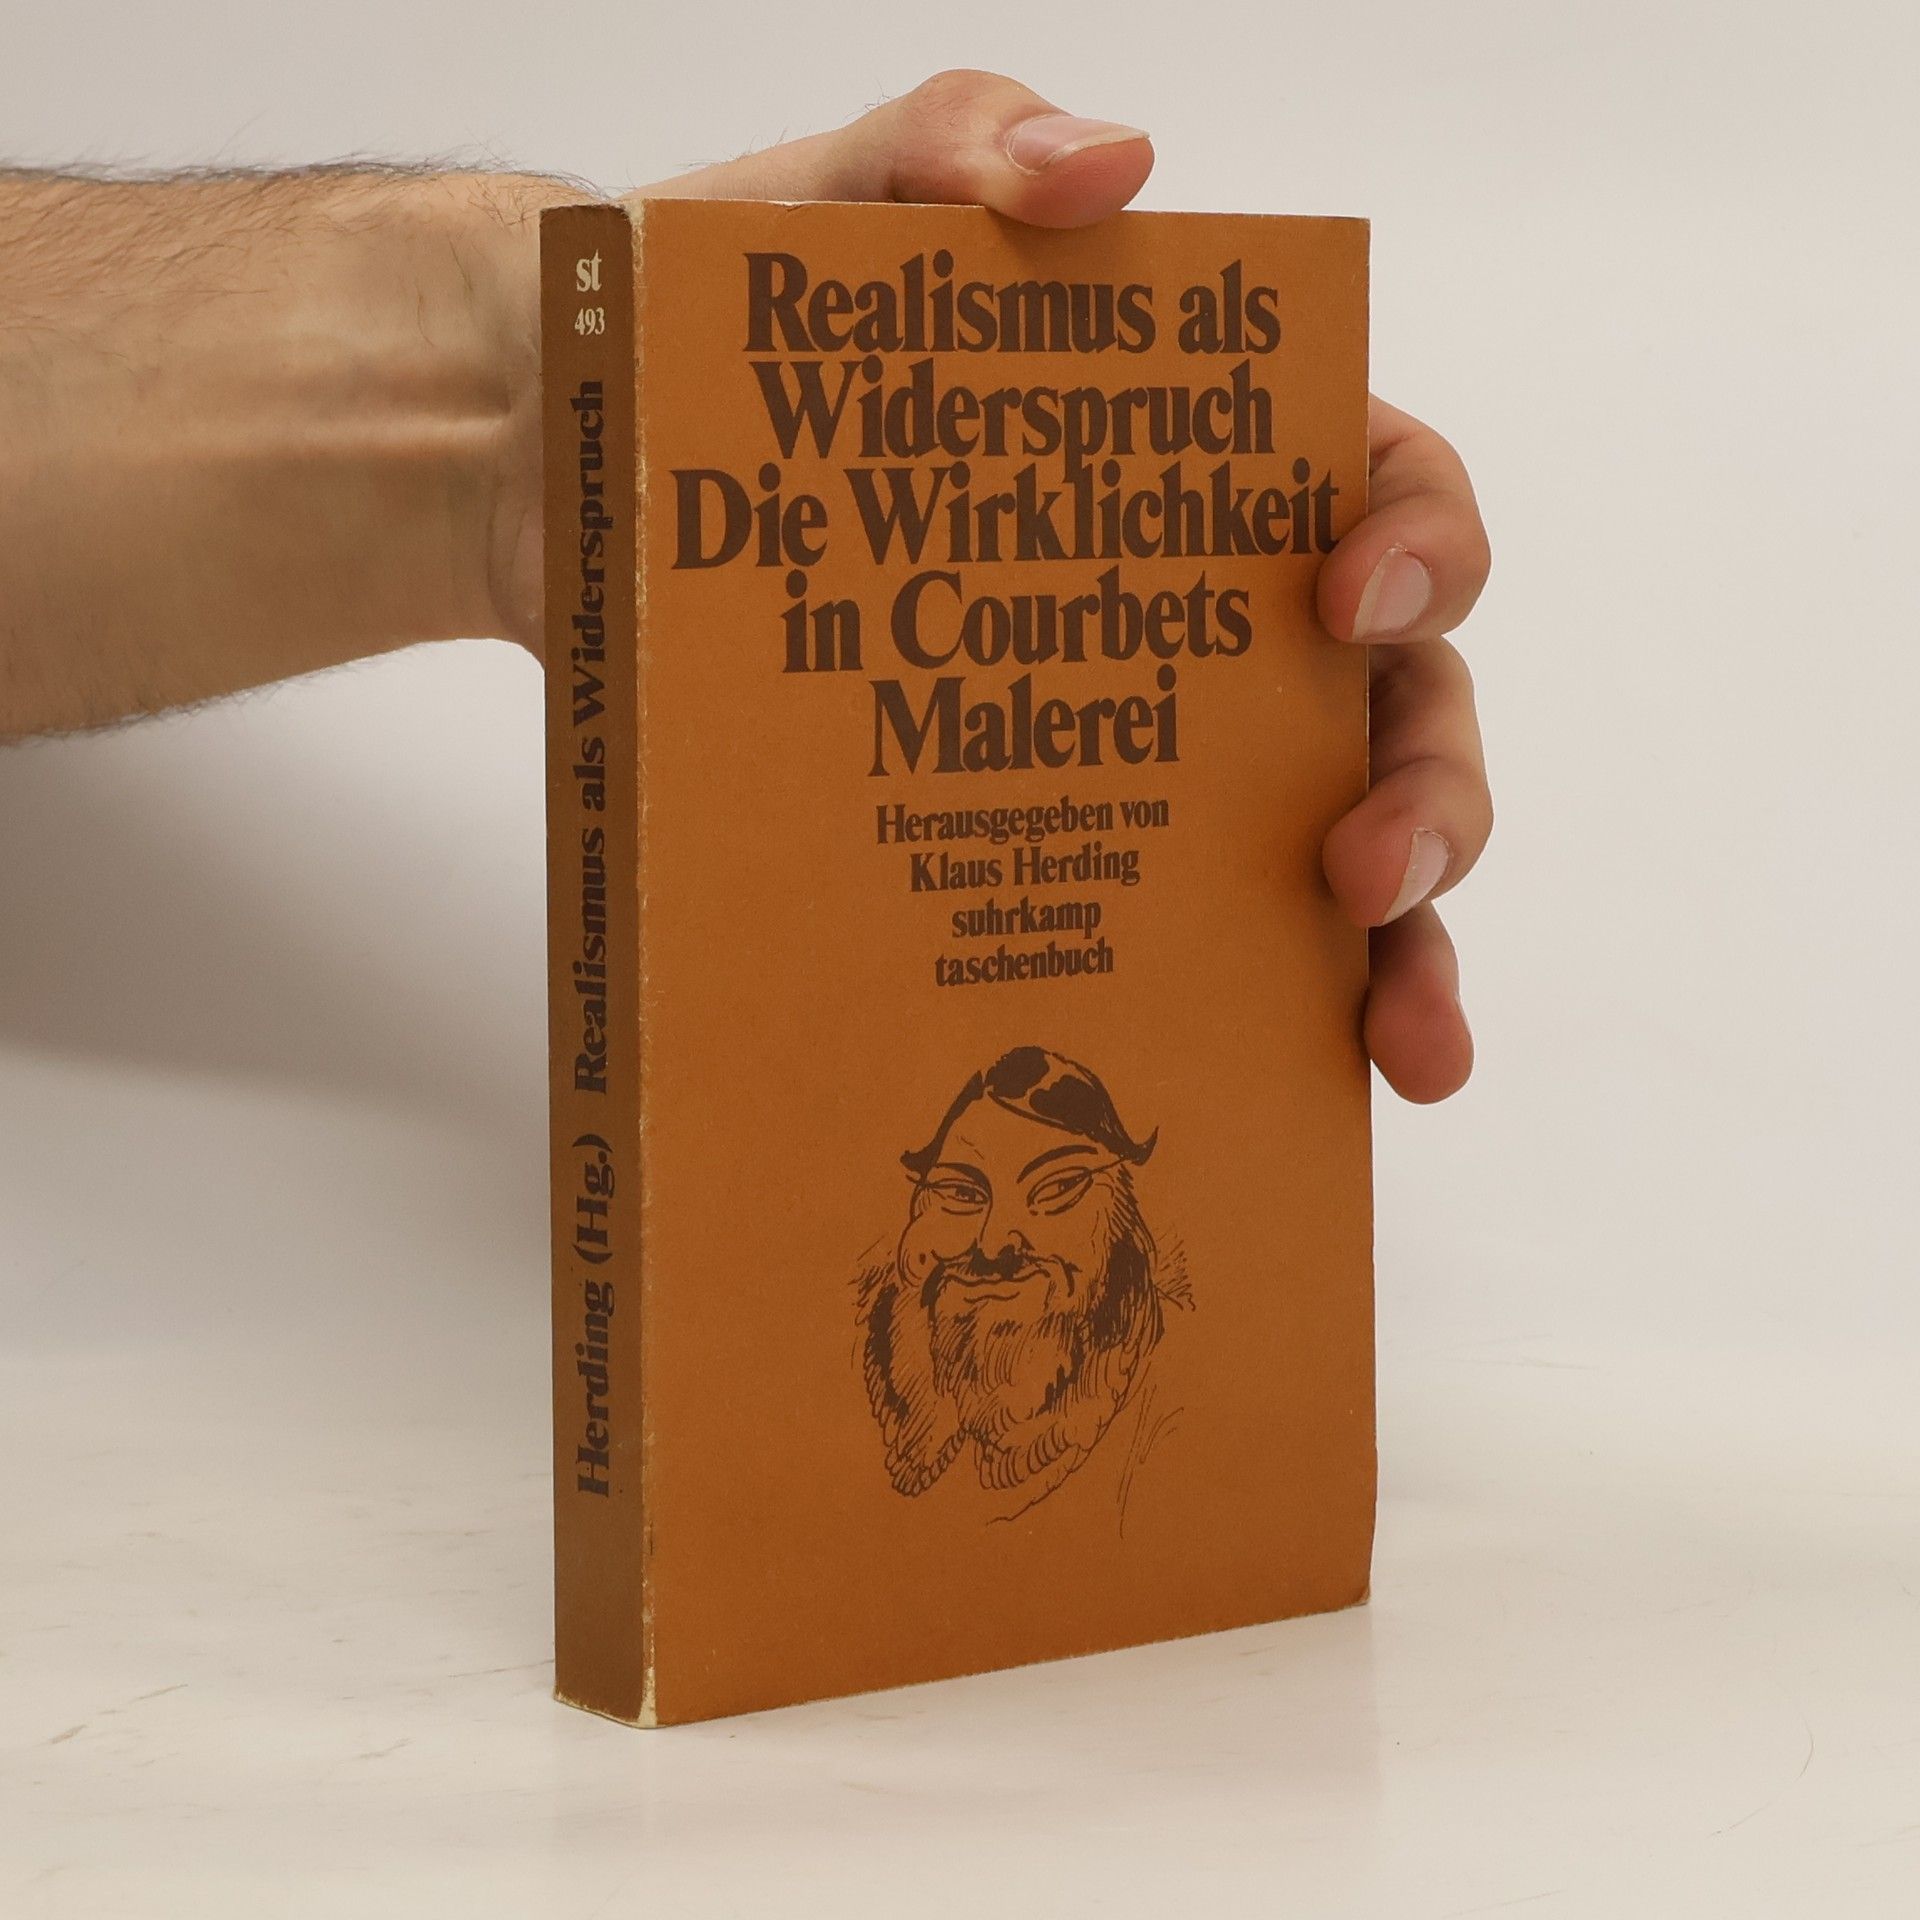 st
493
Herding (Hg.) Realismus als Widerspruch
Realismus als
Widerspruch
Die Wirklichkeit
in Courbets
Malerei
Herausgegeben von
Klaus Herding
suhrkamp
taschenbuch